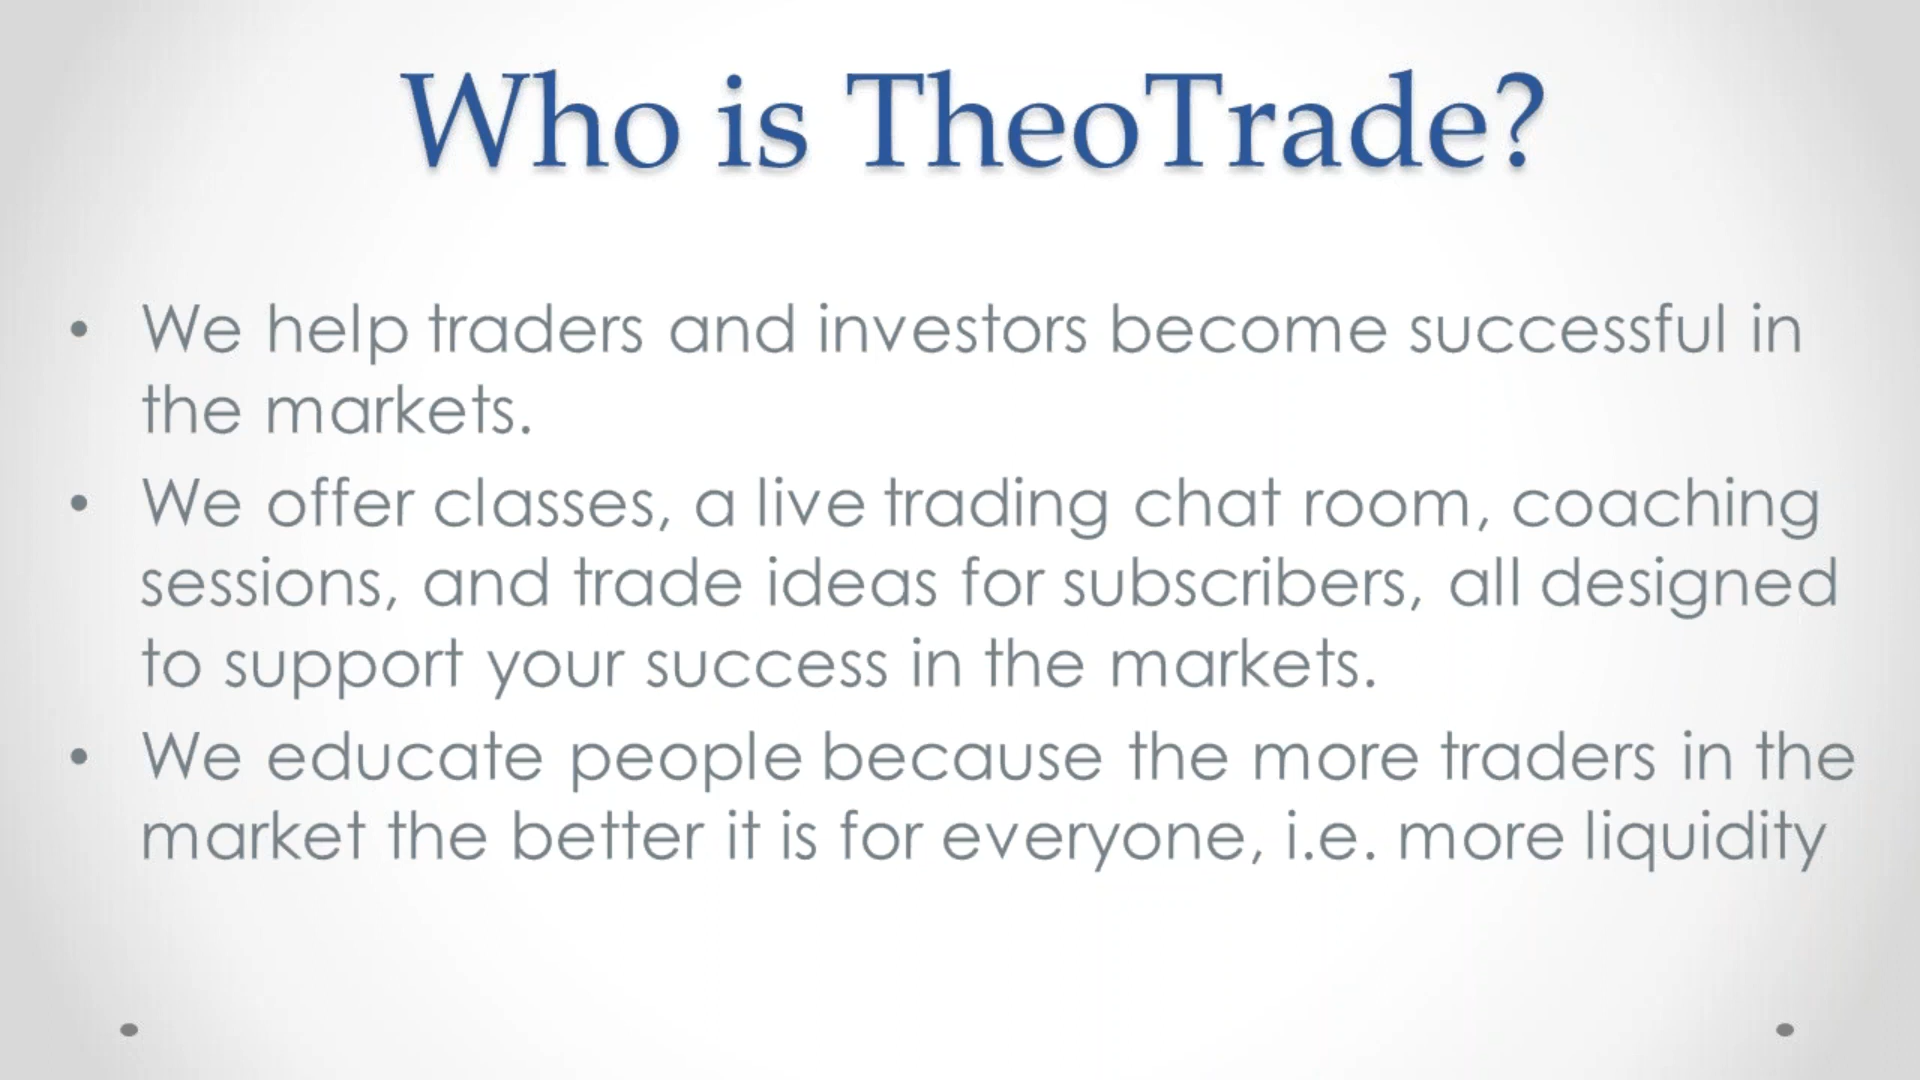 Who is TheoTrade?
• We help traders and investors become successful in
the markets.
• We offer classes, a live trading chat room, coaching
sessions, and trade ideas for subscribers, all designed
to support your success in the markets.
• We educate people because the more traders in the
market the better it is for everyone, i.e. more liquidity